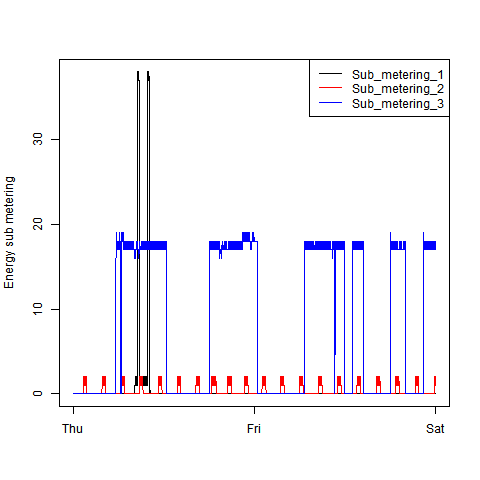 Sub_metering_1
Sub_metering_2
Sub_metering_3
Energy sub metering
30
20
10
0
Thu Fri Sat